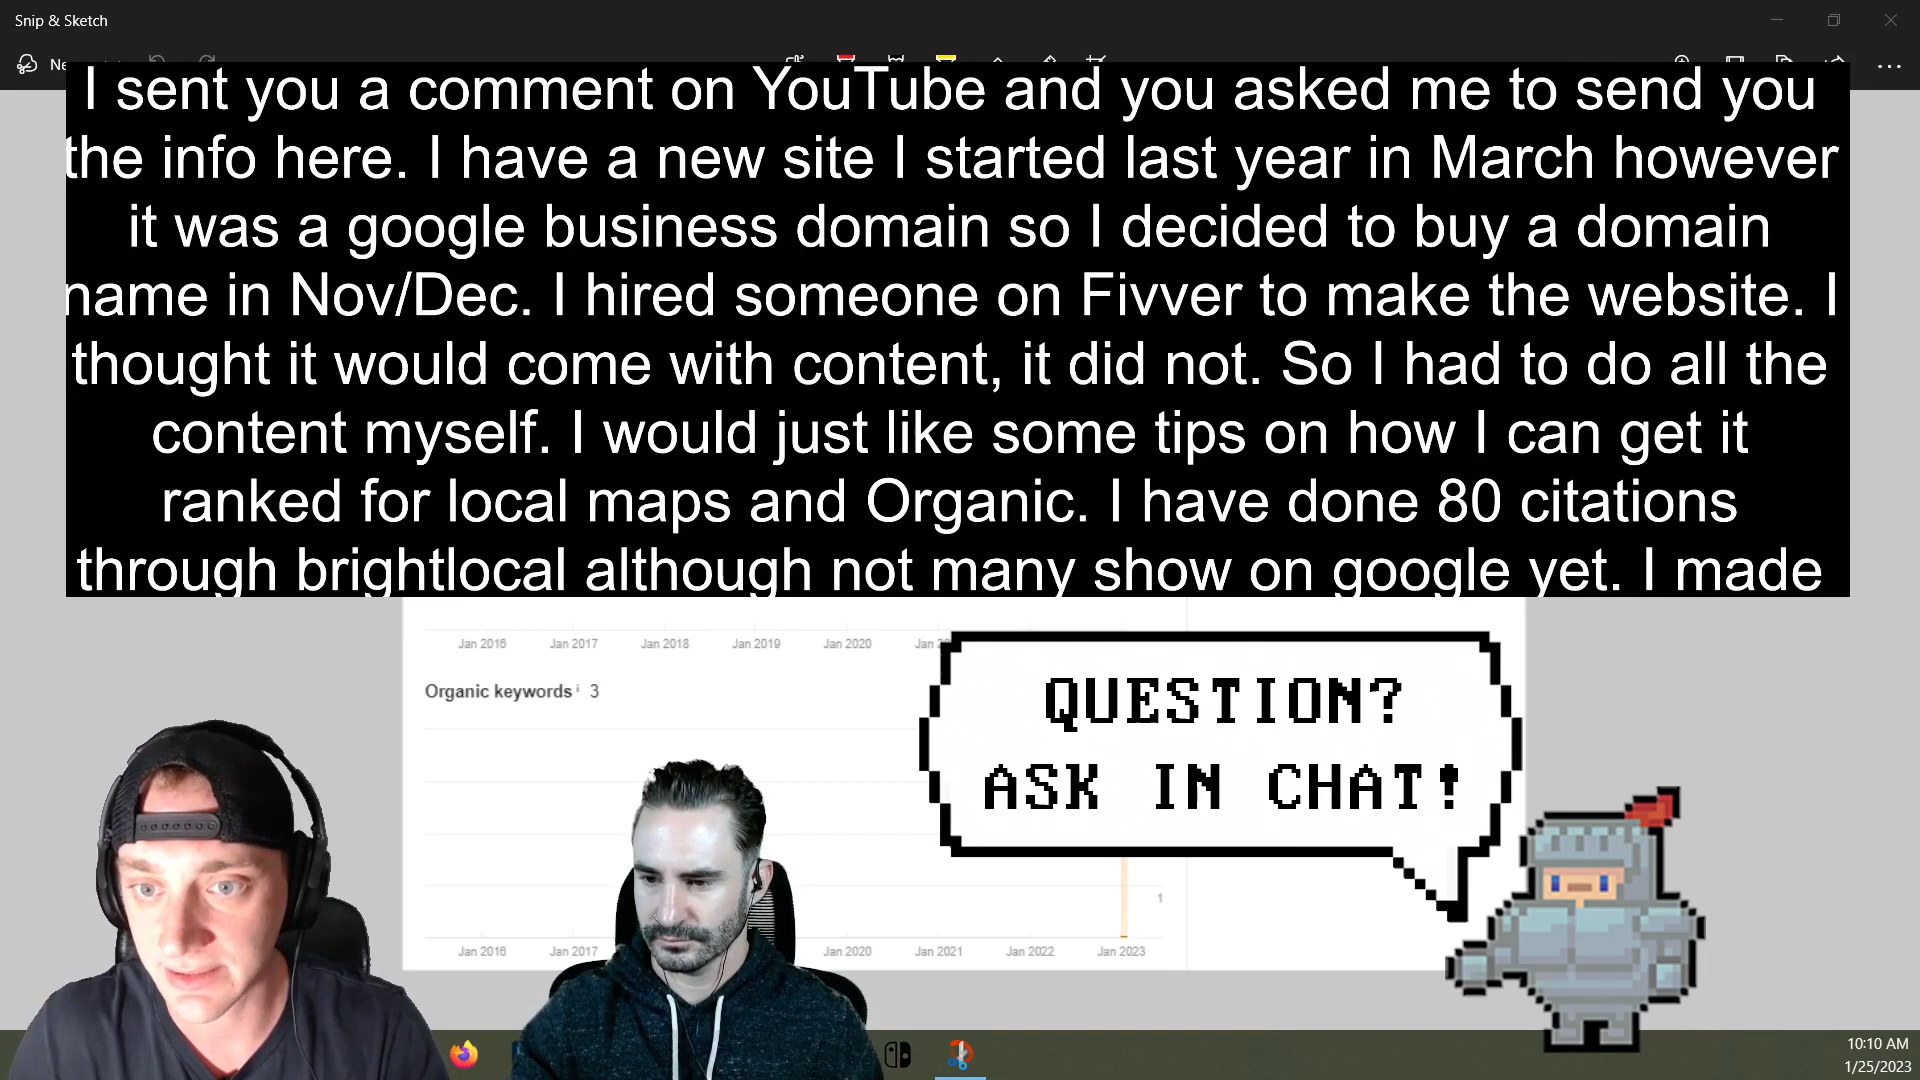 Snip & Sketch
I sent you a comment on YouTube and you asked me to send you
the info here. I have a new site I started last year in March however
it was a google business domain so I decided to buy a domain
name in Nov/Dec. I hired someone on Fivver to make the website. I
thought it would come with content, it did not. So I had to do all the
content myself. I would just like some tips on how I can get it
ranked for local maps and Organic. I have done 80 citations
through brightlocal although not many show on google yet. I made
Jan 2016 Jan 2017 Jan 2018 Jan 2019 Jan 2020 Jan
Organic keywords i 3
QUESTION?
ASK IN CHAT!
1
Jan 2016 Jan 2017 Jan 2020 Jan 2021 Jan 2022 Jan 2023
10:10 AM
1/25/2023